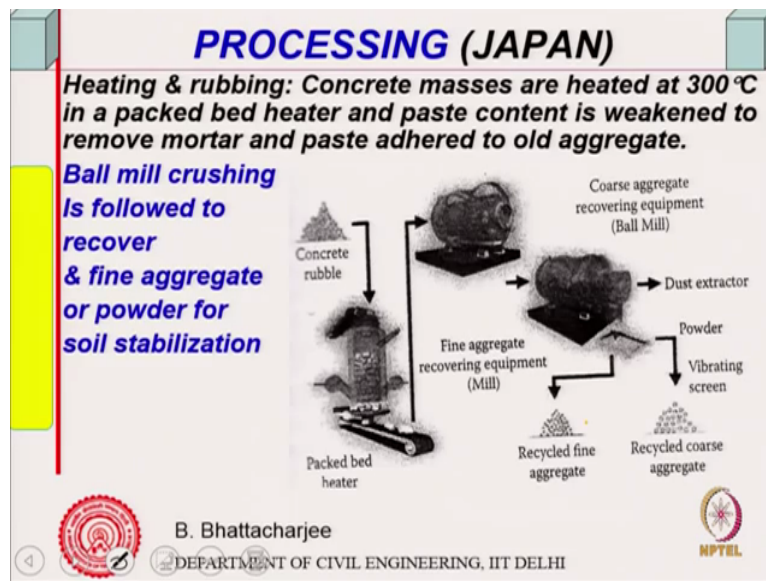 PROCESSING (JAPAN)
Heating & rubbing: Concrete masses are heated at 300°C
in a packed bed heater and paste content is weakened to
remove mortar and paste adhered to old aggregate.
Ball mill crushing
Is followed to
recover
& fine aggregate
or powder for
soil stabilization
Concrete
rubble
Coarse aggregate
recovering equipment
(Ball Mill)
Dust extractor
Fine aggregate
recovering equipment
(Mill)
Powder
Vibrating
screen
Packed bed
heater
Recycled fine
aggregate
Recycled coarse
aggregate
B. Bhattacharjee
DEPARTMENT OF CIVIL ENGINEERING, IIT DELHI
NPTEL